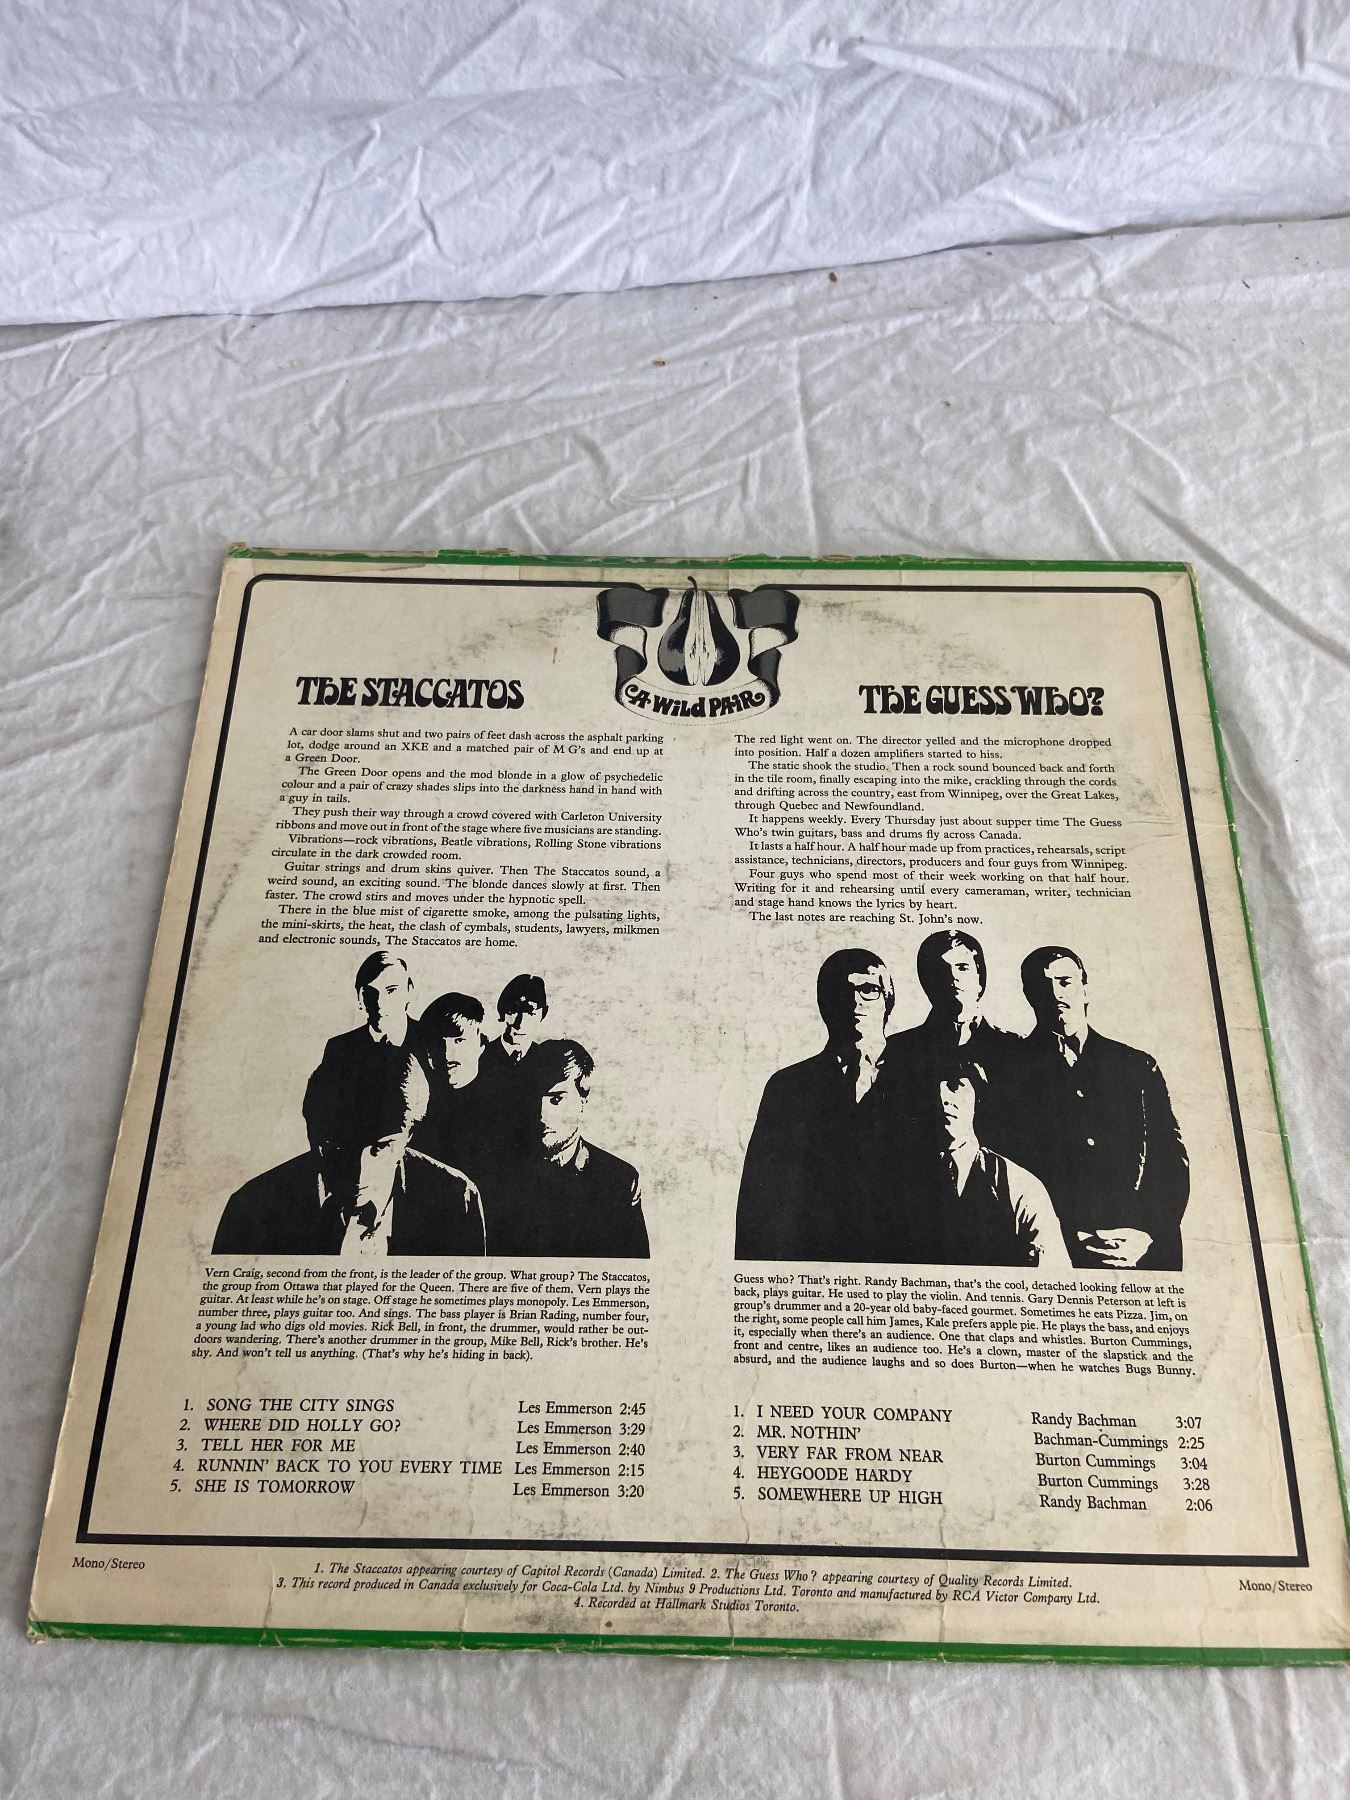 THE STACCATOS
A car door slams shut and two pairs of feet dash across the asphalt parking
lot, dodge around an XKE and a matched pair of M G's and end up at
a Green Door.
The Green Door opens and the mod blonde in a glow of psychedelic
colour and a pair of crazy shades slips into the darkness hand in hand with
a guy in tails.
They push their way through a crowd covered with Carleton University
ribbons and move out in front of the stage where five musicians are standing.
Vibrations—rock vibrations, Beatle vibrations, Rolling Stone vibrations
circulate in the dark crowded room.
Guitar strings and drum skins quiver. Then The Staccatos sound, a
weird sound, an exciting sound. The blonde dances slowly at first. Then
faster. The crowd stirs and moves under the hypnotic spell.
There in the blue mist of cigarette smoke, among the pulsating lights,
the mini-skirts, the heat, the clash of cymbals, students, lawyers, milkmen
and electronic sounds, The Staccatos are home.
Vern Craig, second from the front, is the leader of the group. What group? The Staccatos,
the group from Ottawa that played for the Queen. There are five of them. Vern plays the
guitar. At least while he's on stage. Off stage he sometimes plays monopoly. Les Emmerson,
number three, plays guitar too. And sings. The bass player is Brian Rading, number four,
a young lad who digs old movies. Rick Bell, in front, the drummer, would rather be out-
doors wandering. There's another drummer in the group, Mike Bell, Rick's brother. He's
shy. And won't tell us anything. (That's why he's hiding in back).
1. SONG THE CITY SINGS Les Emmerson 2:45
2. WHERE DID HOLLY GO? Les Emmerson 3:29
3. TELL HER FOR ME Les Emmerson 2:40
4. RUNNIN' BACK TO YOU EVERY TIME Les Emmerson 2:15
5. SHE IS TOMORROW Les Emmerson 3:20
A WILD PAIR
THE GUESS WHO?
The red light went on. The director yelled and the microphone dropped
into position. Half a dozen amplifiers started to hiss.
The static shook the studio. Then a rock sound bounced back and forth
in the tile room, finally escaping into the mike, crackling through the cords
and drifting across the country, east from Winnipeg, over the Great Lakes,
through Quebec and Newfoundland.
It happens weekly. Every Thursday just about supper time The Guess
Who's twin guitars, bass and drums fly across Canada.
It lasts a half hour. A half hour made up from practices, rehearsals, script
assistance, technicians, directors, producers and four guys from Winnipeg.
Four guys who spend most of their week working on that half hour.
Writing for it and rehearsing until every cameraman, writer, technician
and stage hand knows the lyrics by heart.
The last notes are reaching St. John's now.
Guess who? That's right. Randy Bachman, that's the cool, detached looking fellow at the
back, plays guitar. He used to play the violin. And tennis. Gary Dennis Peterson at left is
group's drummer and a 20-year old baby-faced gourmet. Sometimes he eats Pizza. Jim, on
the right, some people call him James, Kale prefers apple pie. He plays the bass, and enjoys
it, especially when there's an audience. One that claps and whistles. Burton Cummings,
front and centre, likes an audience too. He's a clown, master of the slapstick and the
absurd, and the audience laughs and so does Burton—when he watches Bugs Bunny.
1. I NEED YOUR COMPANY Randy Bachman 3:07
2. MR. NOTHIN' Bachman-Cummings 2:25
3. VERY FAR FROM NEAR Burton Cummings 3:04
4. HEYGOODE HARDY Burton Cummings 3:28
5. SOMEWHERE UP HIGH Randy Bachman 2:06
Mono/Stereo
1. The Staccatos appearing courtesy of Capitol Records (Canada) Limited. 2. The Guess Who? appearing courtesy of Quality Records Limited.
3. This record produced in Canada exclusively for Coca-Cola Ltd. by Nimbus 9 Productions Ltd. Toronto and manufactured by RCA Victor Company Ltd.
4. Recorded at Hallmark Studios Toronto.
Mono/Stereo